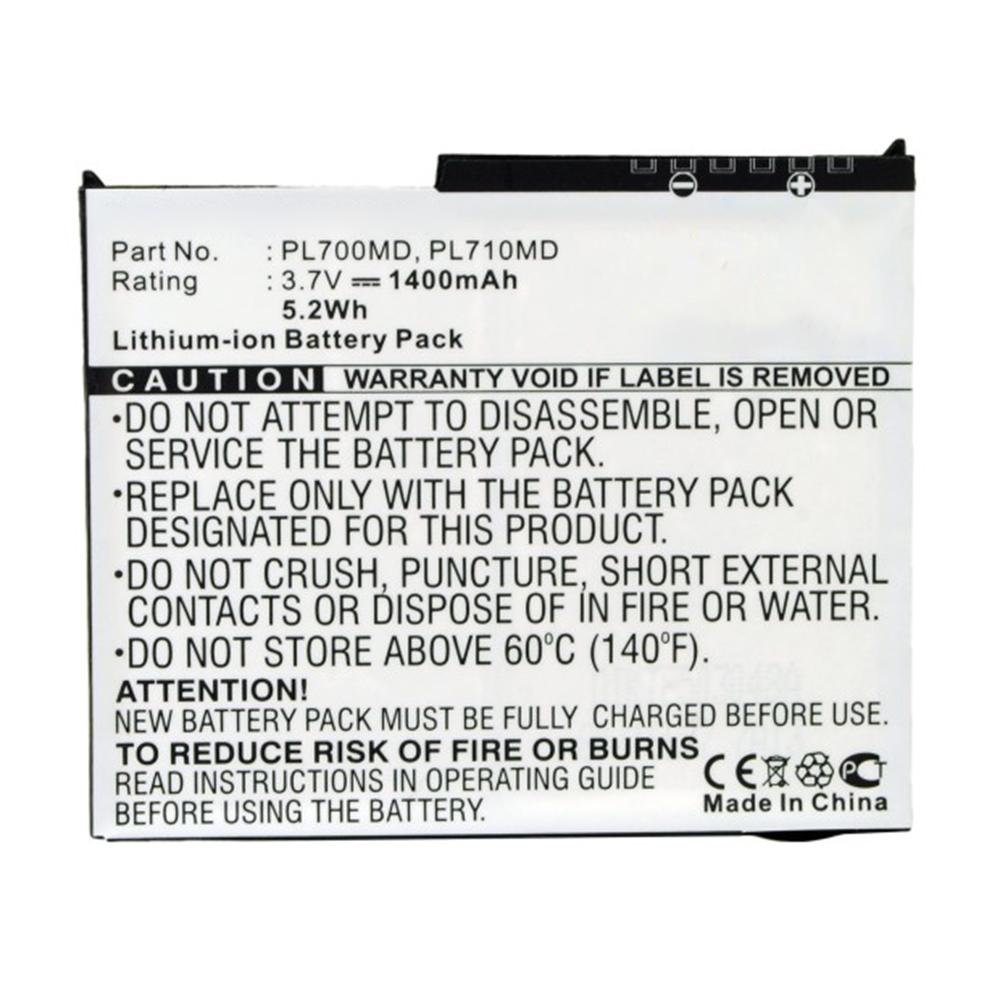 Part No. : PL700MD, PL710MD
Rating : 3.7V 1400mAh
5.2Wh
Lithium-ion Battery Pack
CAUTION WARRANTY VOID IF LABEL IS REMOVED
•DO NOT ATTEMPT TO DISASSEMBLE, OPEN OR
SERVICE THE BATTERY PACK.
•REPLACE ONLY WITH THE BATTERY PACK
DESIGNATED FOR THIS PRODUCT.
•DO NOT CRUSH, PUNCTURE, SHORT EXTERNAL
CONTACTS OR DISPOSE OF IN FIRE OR WATER.
•DO NOT STORE ABOVE 60°C (140°F).
ATTENTION!
NEW BATTERY PACK MUST BE FULLY CHARGED BEFORE USE.
TO REDUCE RISK OF FIRE OR BURNS
READ INSTRUCTIONS IN OPERATING GUIDE
BEFORE USING THE BATTERY.
CE PCT
Made In China